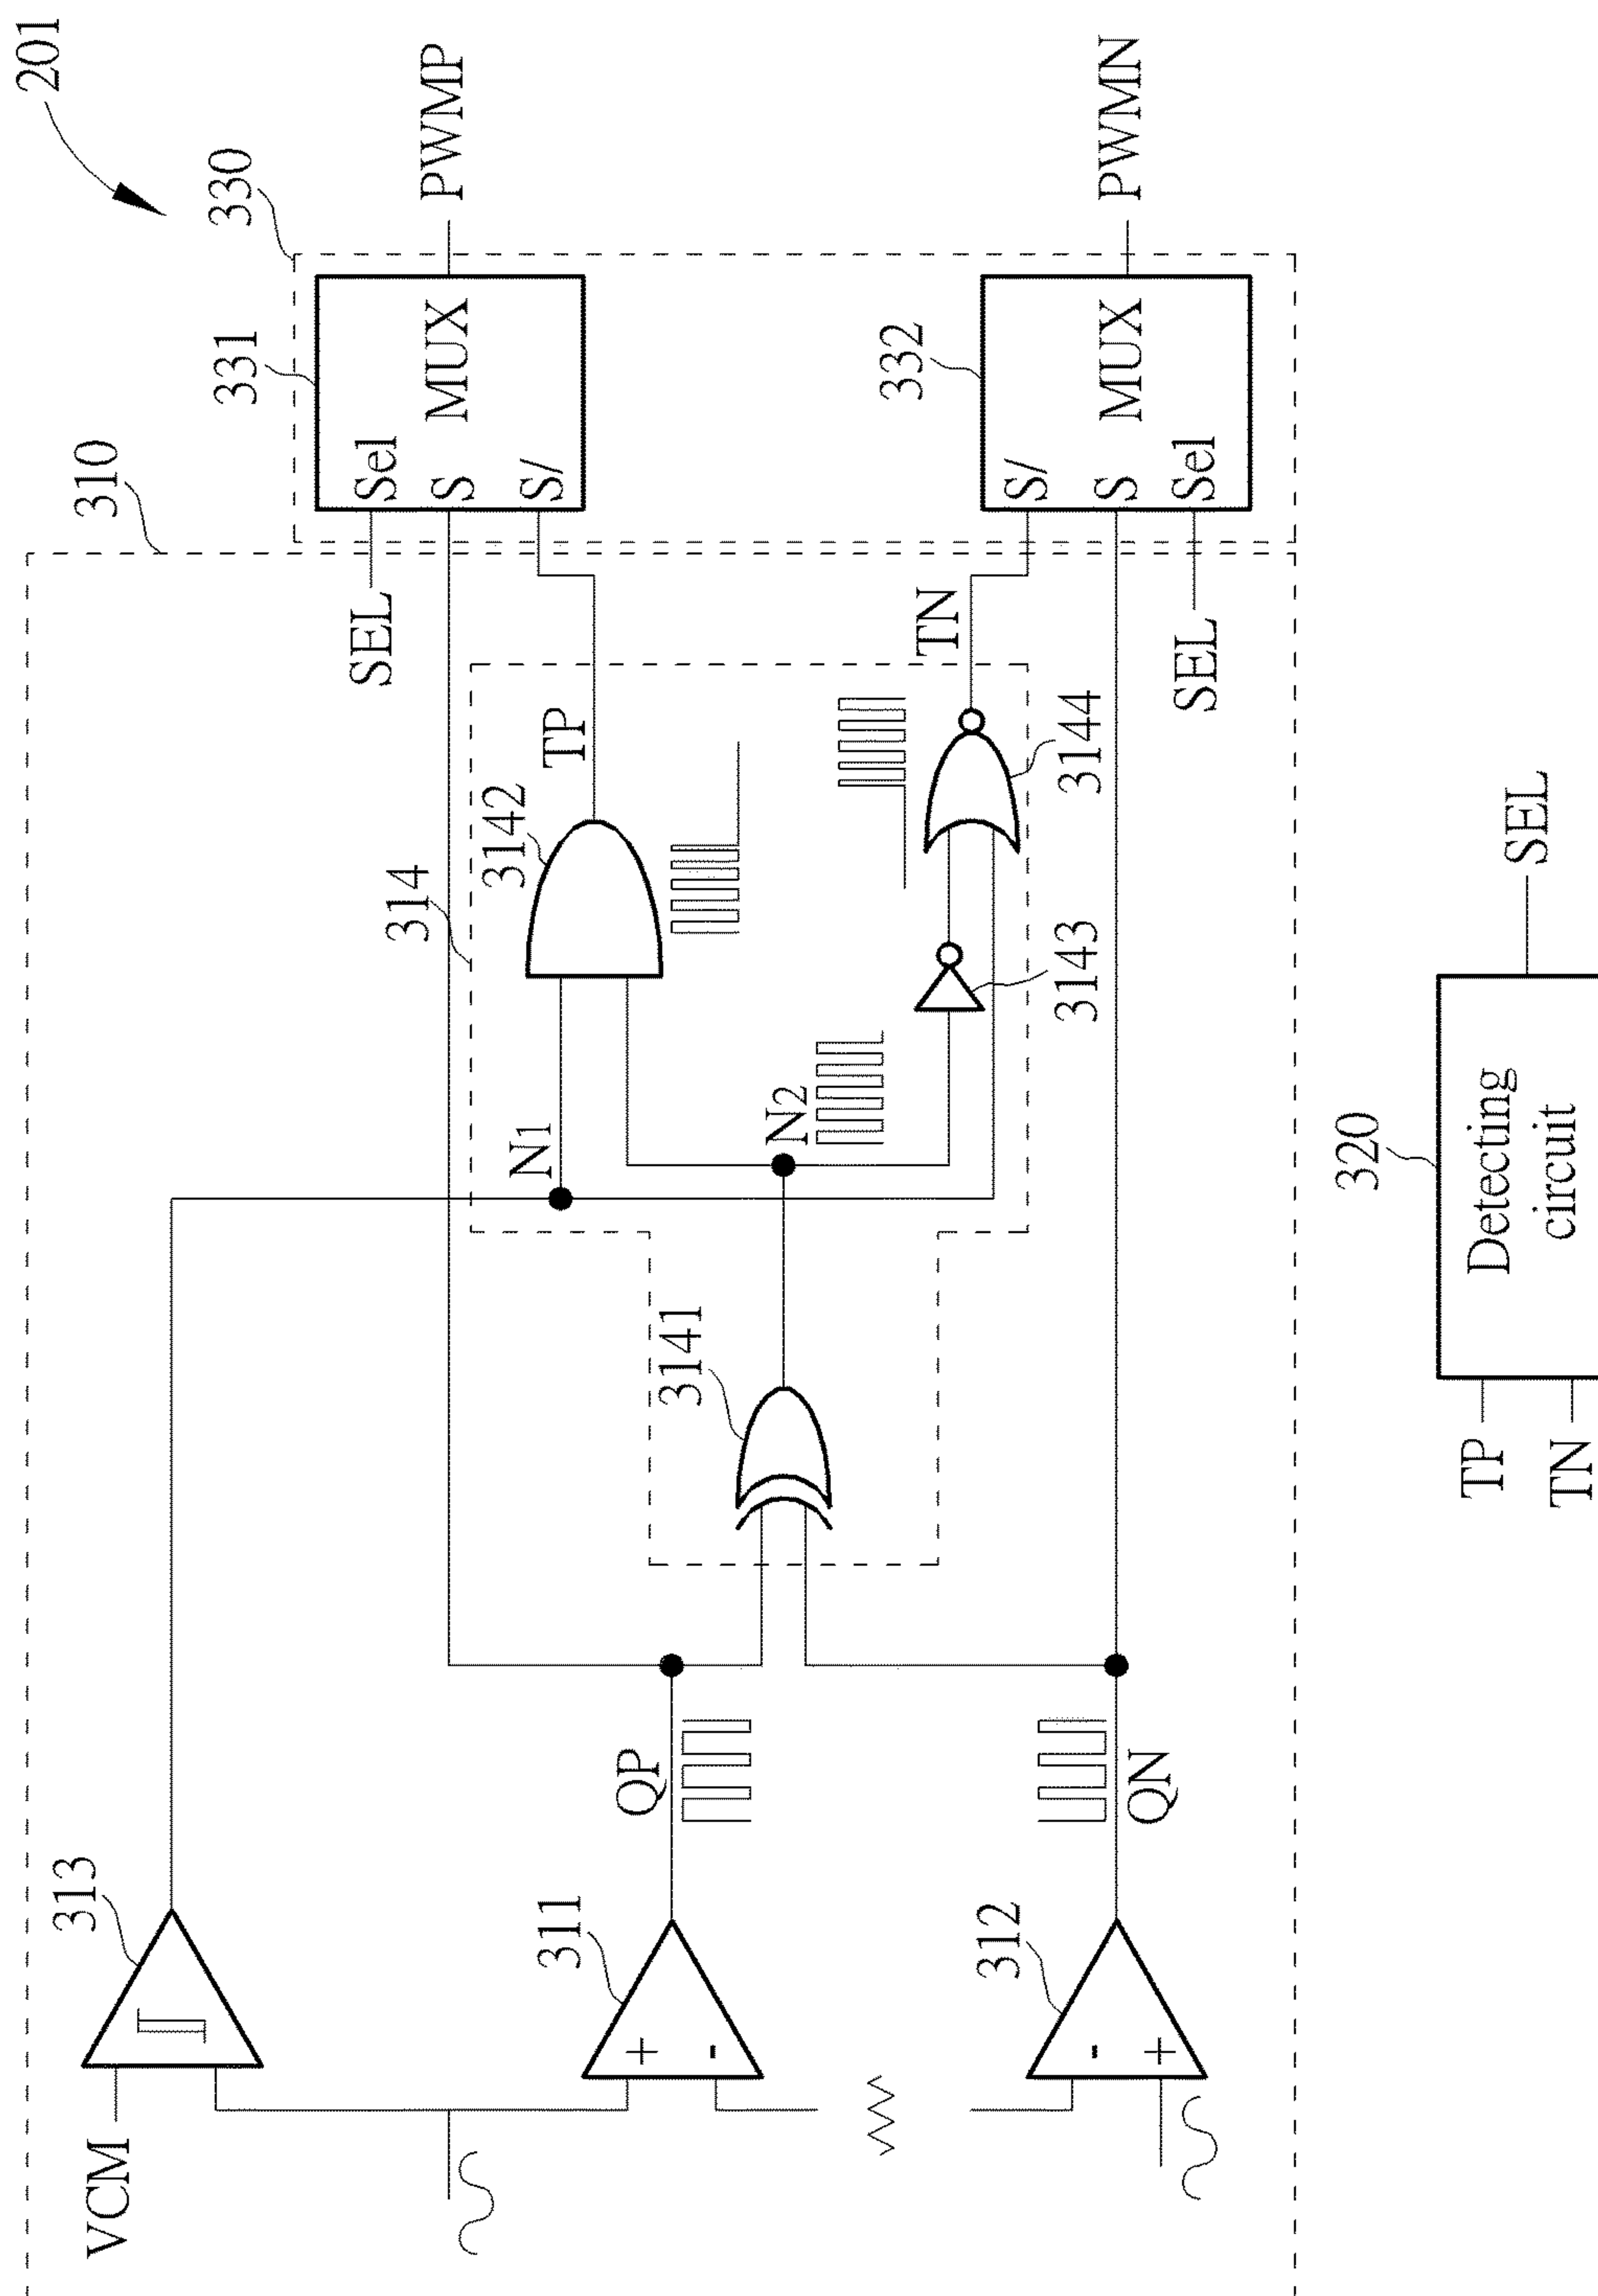 201
310
330
331
Sel
S
S/
MUX
PWMP
SEL
313
VCM
314
3142
TP
N1
311
+
-
QP
3141
N2
3143
3144
TN
312
-
+
QN
332
S/
S
Sel
MUX
PWMN
SEL
320
TP
TN
Detecting
circuit
SEL